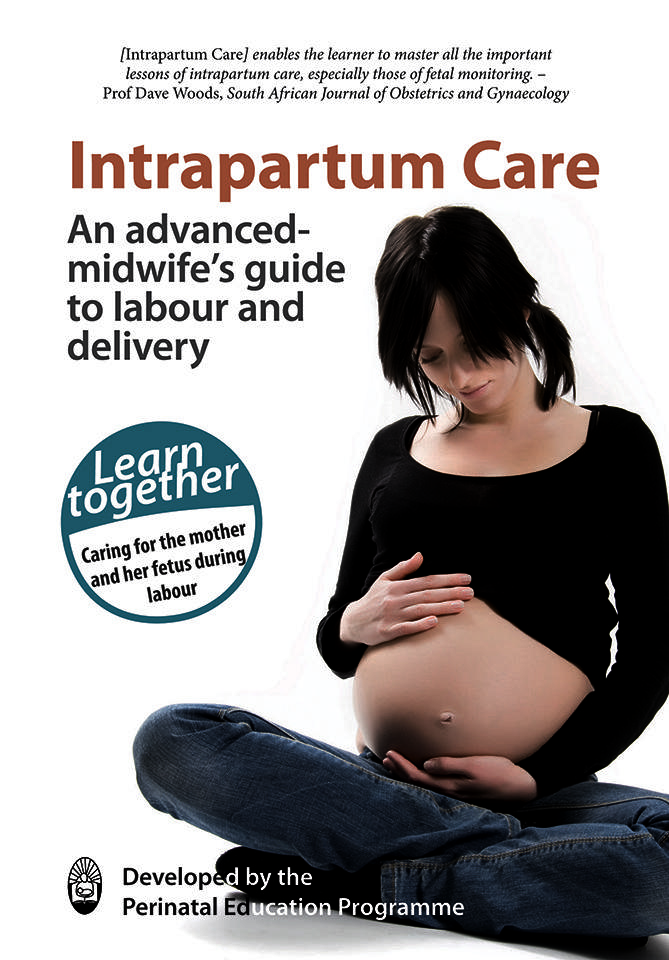 [Intrapartum Care] enables the learner to master all the important
lessons of intrapartum care, especially those of fetal monitoring. –
Prof Dave Woods, South African Journal of Obstetrics and Gynaecology
Intrapartum Care
An advanced-
midwife's guide
to labour and
delivery
Learn
together
Caring for the mother
and her fetus during
labour
Developed by the
Perinatal Education Programme